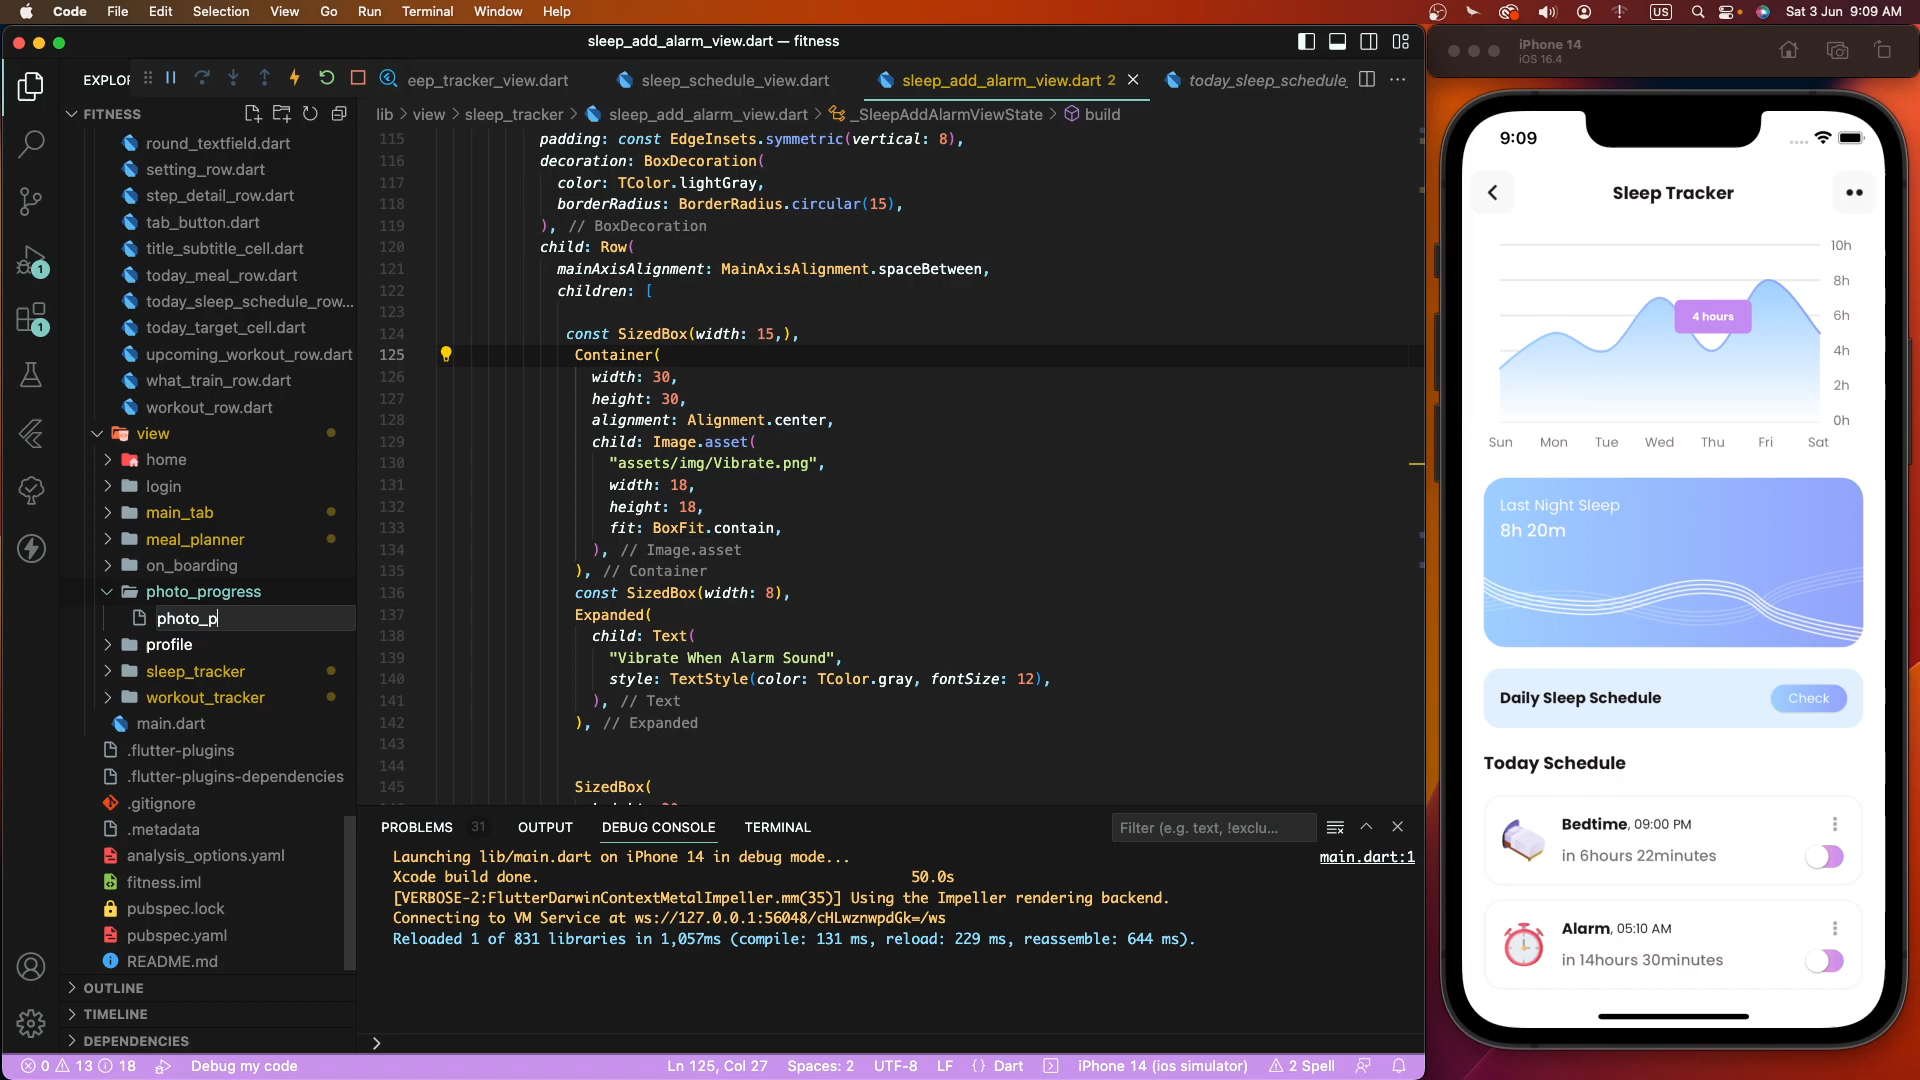 Code File Edit Selection View Go Run Terminal Window Help
US Sat 3 Jun 9:09 AM
sleep_add_alarm_view.dart — fitness
EXPLOR
eep_tracker_view.dart
sleep_schedule_view.dart
sleep_add_alarm_view.dart 2
today_sleep_schedule_
FITNESS
lib > view > sleep_tracker > sleep_add_alarm_view.dart > _SleepAddAlarmViewState > build
round_textfield.dart
setting_row.dart
step_detail_row.dart
tab_button.dart
title_subtitle_cell.dart
today_meal_row.dart
today_sleep_schedule_row...
today_target_cell.dart
upcoming_workout_row.dart
what_train_row.dart
workout_row.dart
view
home
login
main_tab
meal_planner
on_boarding
photo_progress
photo_p
profile
sleep_tracker
workout_tracker
main.dart
.flutter-plugins
.flutter-plugins-dependencies
.gitignore
.metadata
analysis_options.yaml
fitness.iml
pubspec.lock
pubspec.yaml
README.md
OUTLINE
TIMELINE
DEPENDENCIES
1
1
115 padding: const EdgeInsets.symmetric(vertical: 8),
116 decoration: BoxDecoration(
117 color: TColor.lightGray,
118 borderRadius: BorderRadius.circular(15),
119 ), // BoxDecoration
120 child: Row(
121 mainAxisAlignment: MainAxisAlignment.spaceBetween,
122 children: [
123
124 const SizedBox(width: 15,),
125 Container(
126 width: 30,
127 height: 30,
128 alignment: Alignment.center,
129 child: Image.asset(
130 "assets/img/Vibrate.png",
131 width: 18,
132 height: 18,
133 fit: BoxFit.contain,
134 ), // Image.asset
135 ), // Container
136 const SizedBox(width: 8),
137 Expanded(
138 child: Text(
139 "Vibrate When Alarm Sound",
140 style: TextStyle(color: TColor.gray, fontSize: 12),
141 ), // Text
142 ), // Expanded
143
144
145 SizedBox(
PROBLEMS 31 OUTPUT DEBUG CONSOLE TERMINAL
Filter (e.g. text, !exclu...
Launching lib/main.dart on iPhone 14 in debug mode...
main.dart:1
Xcode build done. 50.0s
[VERBOSE-2:FlutterDarwinContextMetalImpeller.mm(35)] Using the Impeller rendering backend.
Connecting to VM Service at ws://127.0.0.1:56048/cHLwznwpdGk=/ws
Reloaded 1 of 831 libraries in 1,057ms (compile: 131 ms, reload: 229 ms, reassemble: 644 ms).
0 13 18 Debug my code
Ln 125, Col 27 Spaces: 2 UTF-8 LF {} Dart iPhone 14 (ios simulator) 2 Spell
iPhone 14
iOS 16.4
9:09
Sleep Tracker
10h
8h
6h
4h
2h
0h
4 hours
Sun Mon Tue Wed Thu Fri Sat
Last Night Sleep
8h 20m
Daily Sleep Schedule
Check
Today Schedule
Bedtime, 09:00 PM
in 6hours 22minutes
Alarm, 05:10 AM
in 14hours 30minutes